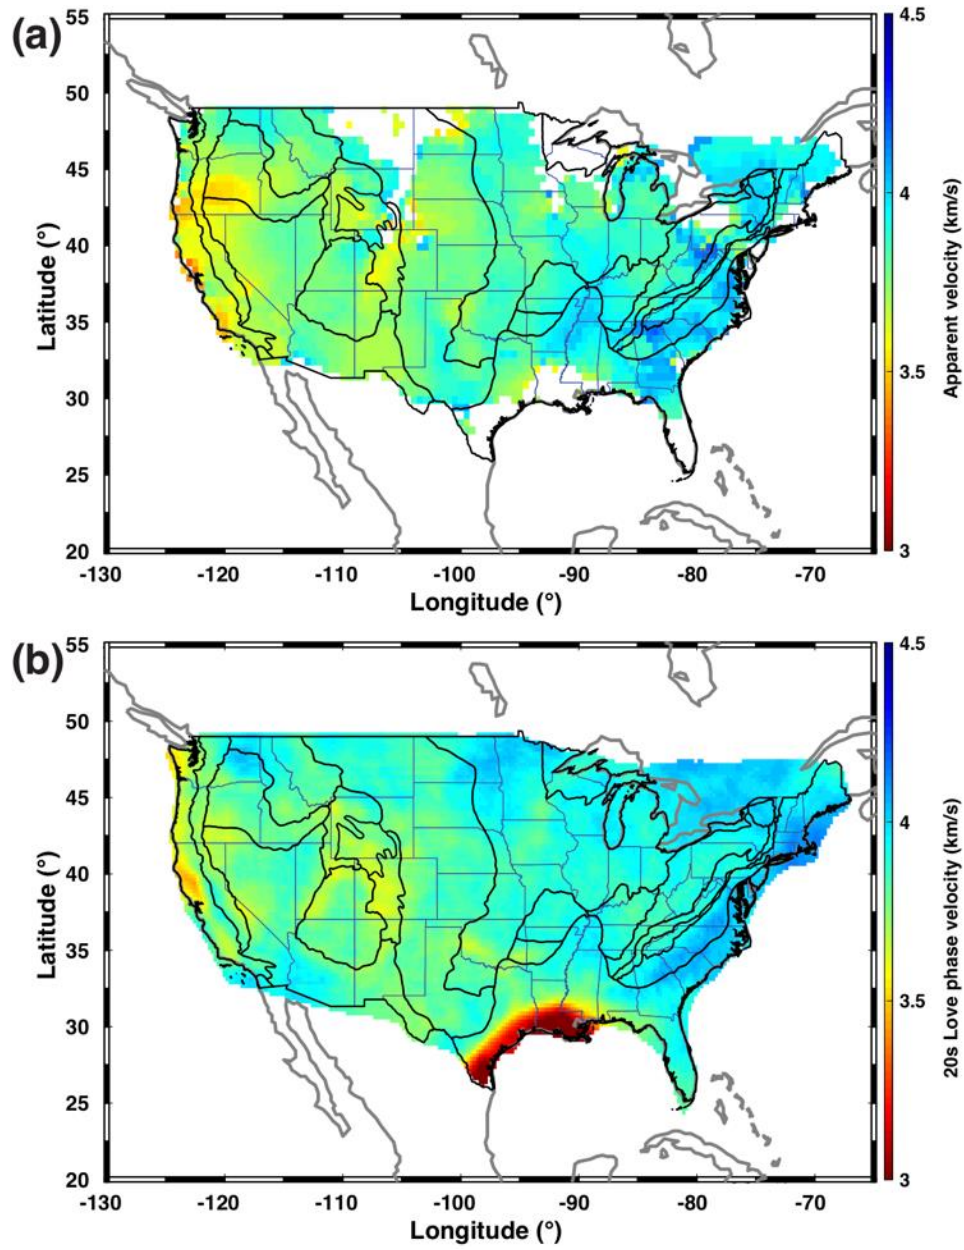 (a)
55
50
45
40
35
30
25
20
Latitude (°)
-130 -120 -110 -100 -90 -80 -70
Longitude (°)
4.5
4
3.5
3
Apparent velocity (km/s)
(b)
55
50
45
40
35
30
25
20
Latitude (°)
-130 -120 -110 -100 -90 -80 -70
Longitude (°)
4.5
4
3.5
3
20s Love phase velocity (km/s)